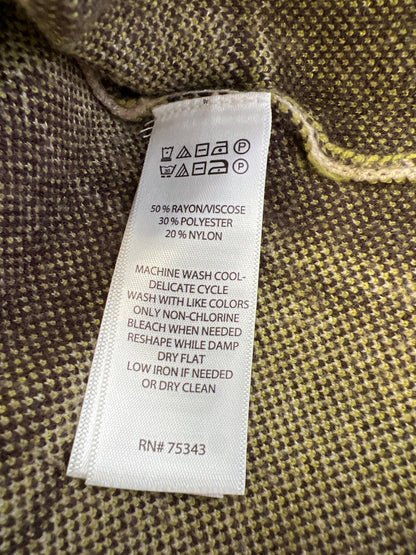 50 % RAYON/VISCOSE
30 % POLYESTER
20 % NYLON
MACHINE WASH COOL-
DELICATE CYCLE
WASH WITH LIKE COLORS
ONLY NON-CHLORINE
BLEACH WHEN NEEDED
RESHAPE WHILE DAMP
DRY FLAT
LOW IRON IF NEEDED
OR DRY CLEAN
RN# 75343